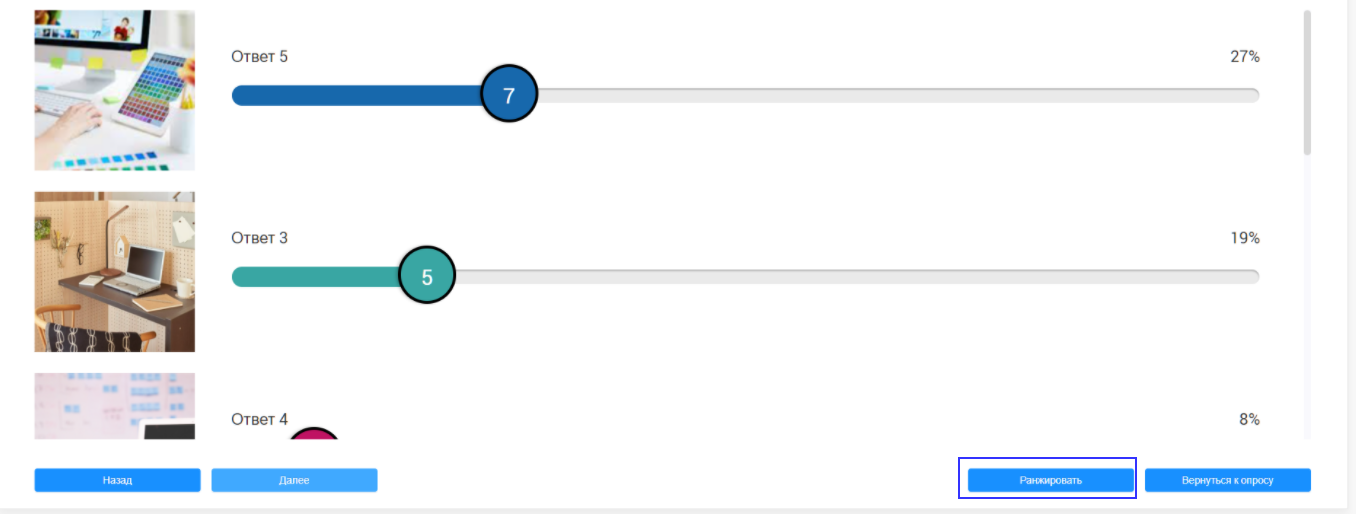 Ответ 5
27%
7
Ответ 3
19%
5
Ответ 4
8%
Назад
Далее
Ранжировать
Вернуться к опросу